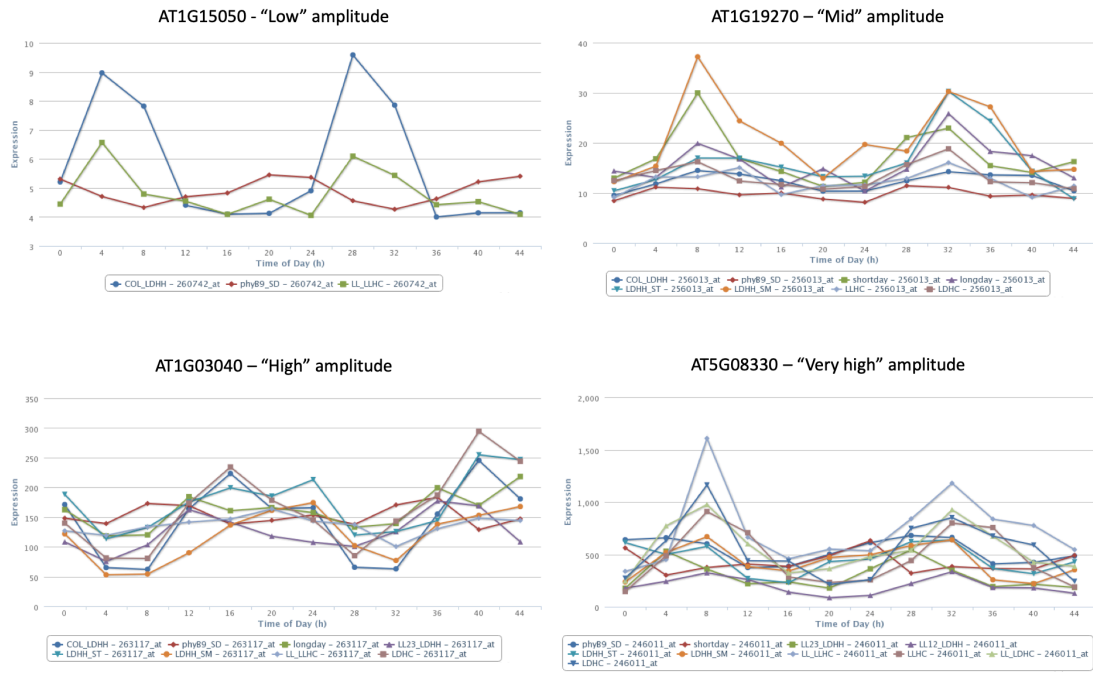 AT1G15050 - “Low” amplitude
10
9
8
7
6
5
4
3
Expression
0 4 8 12 16 20 24 28 32 36 40 44
Time of Day (h)
COL_LDHH – 260742_at phyB9_SD – 260742_at LL_LLHC – 260742_at
AT1G19270 – “Mid” amplitude
40
30
20
10
0
Expression
0 4 8 12 16 20 24 28 32 36 40 44
Time of Day (h)
COL_LDHH – 256013_at phyB9_SD – 256013_at shortday – 256013_at longday – 256013_at
LDHH_ST – 256013_at LDHH_SM – 256013_at LLHC – 256013_at LDHC – 256013_at
AT1G03040 – “High” amplitude
350
300
250
200
150
100
50
0
Expression
0 4 8 12 16 20 24 28 32 36 40 44
Time of Day (h)
COL_LDHH – 263117_at phyB9_SD – 263117_at longday – 263117_at LL23_LDHH – 263117_at
LDHH_ST – 263117_at LDHH_SM – 263117_at LL_LLHC – 263117_at LDHC – 263117_at
AT5G08330 – “Very high” amplitude
2,000
1,500
1,000
500
0
Expression
0 4 8 12 16 20 24 28 32 36 40 44
Time of Day (h)
phyB9_SD – 246011_at shortday – 246011_at LL23_LDHH – 246011_at LL12_LDHH – 246011_at
LDHH_ST – 246011_at LDHH_SM – 246011_at LL_LLHC – 246011_at LLHC – 246011_at LL_LDHC – 246011_at
LDHC – 246011_at